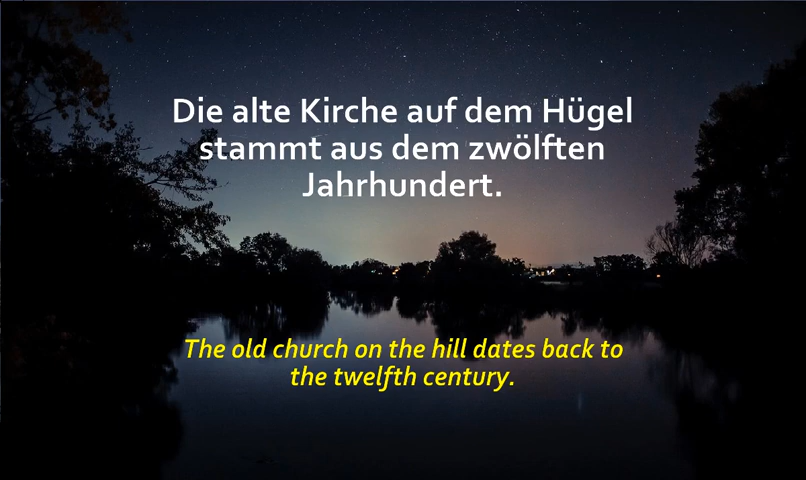 Die alte Kirche auf dem Hügel
stammt aus dem zwölften
Jahrhundert.
The old church on the hill dates back to
the twelfth century.